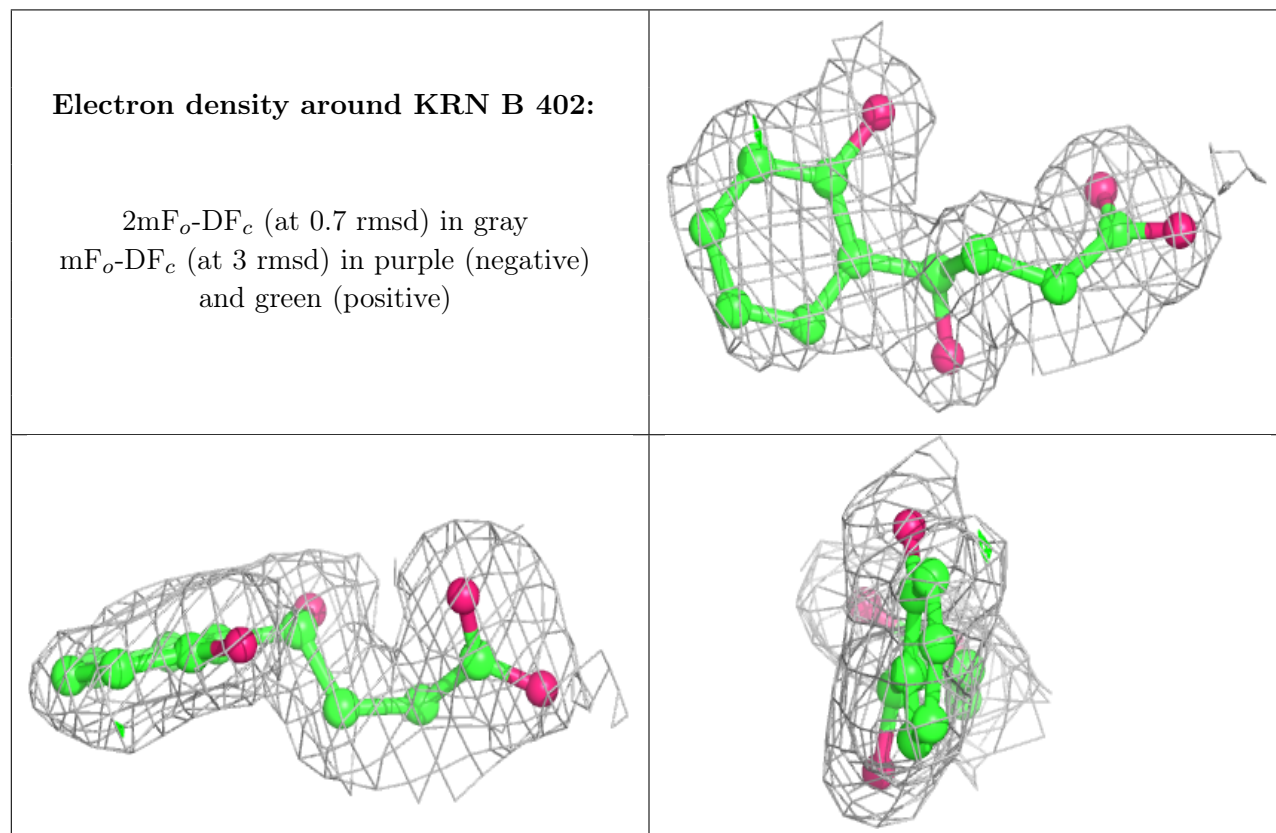 Electron density around KRN B 402:
2mFo-DFc (at 0.7 rmsd) in gray
mFo-DFc (at 3 rmsd) in purple (negative)
and green (positive)